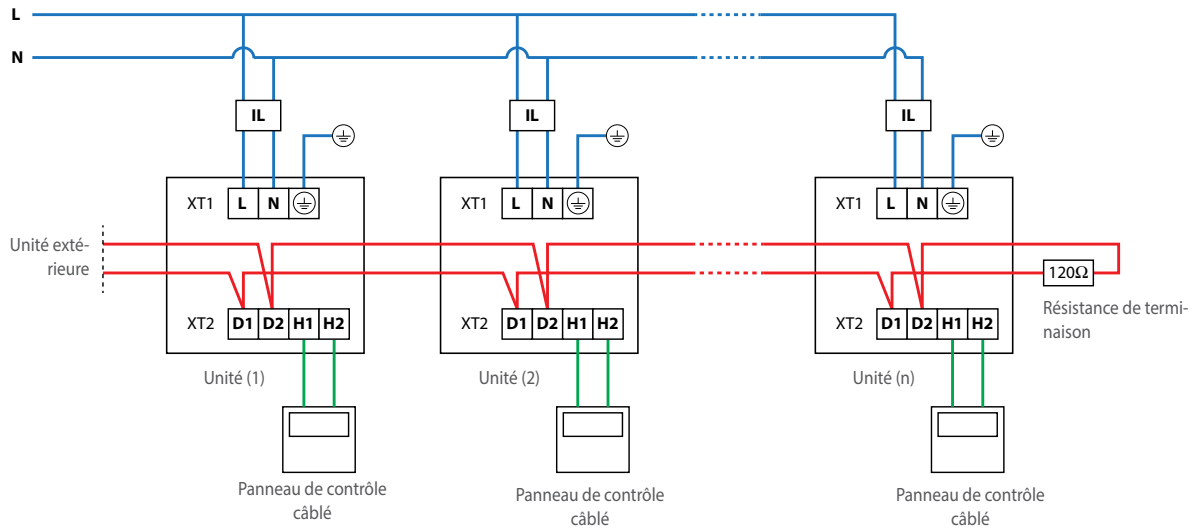 L
N
IL
IL
IL
XT1
L N
XT1
L N
XT1
L N
Unité exté-
rieure
120Ω
Résistance de termi-
naison
XT2
D1 D2 H1 H2
XT2
D1 D2 H1 H2
XT2
D1 D2 H1 H2
Unité (1)
Unité (2)
Unité (n)
Panneau de contrôle
câblé
Panneau de contrôle
câblé
Panneau de contrôle
câblé